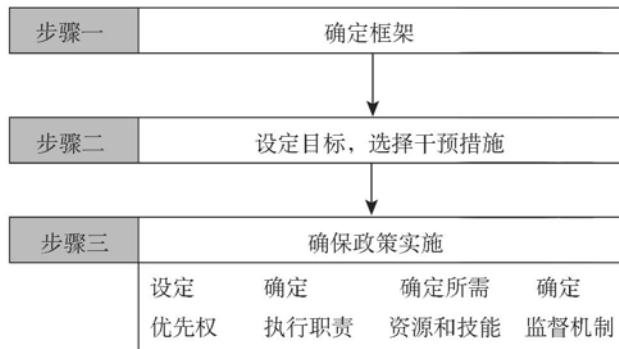 步骤一 确定框架
步骤二 设定目标，选择干预措施
步骤三 确保政策实施
设定 确定 确定所需 确定
优先权 执行职责 资源和技能 监督机制